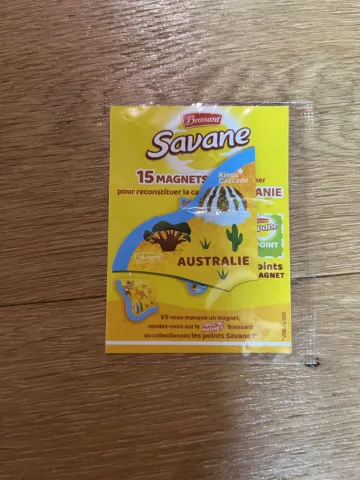 Brossard
Savane
15 MAGNETS
pour reconstituer la ANIE
Kings
Cascade
AUSTRALIE
POINT
points
MAGNET
S'il vous manque un magnet,
rendez-vous sur le Brossard
ou collectionnez les points Savane !*